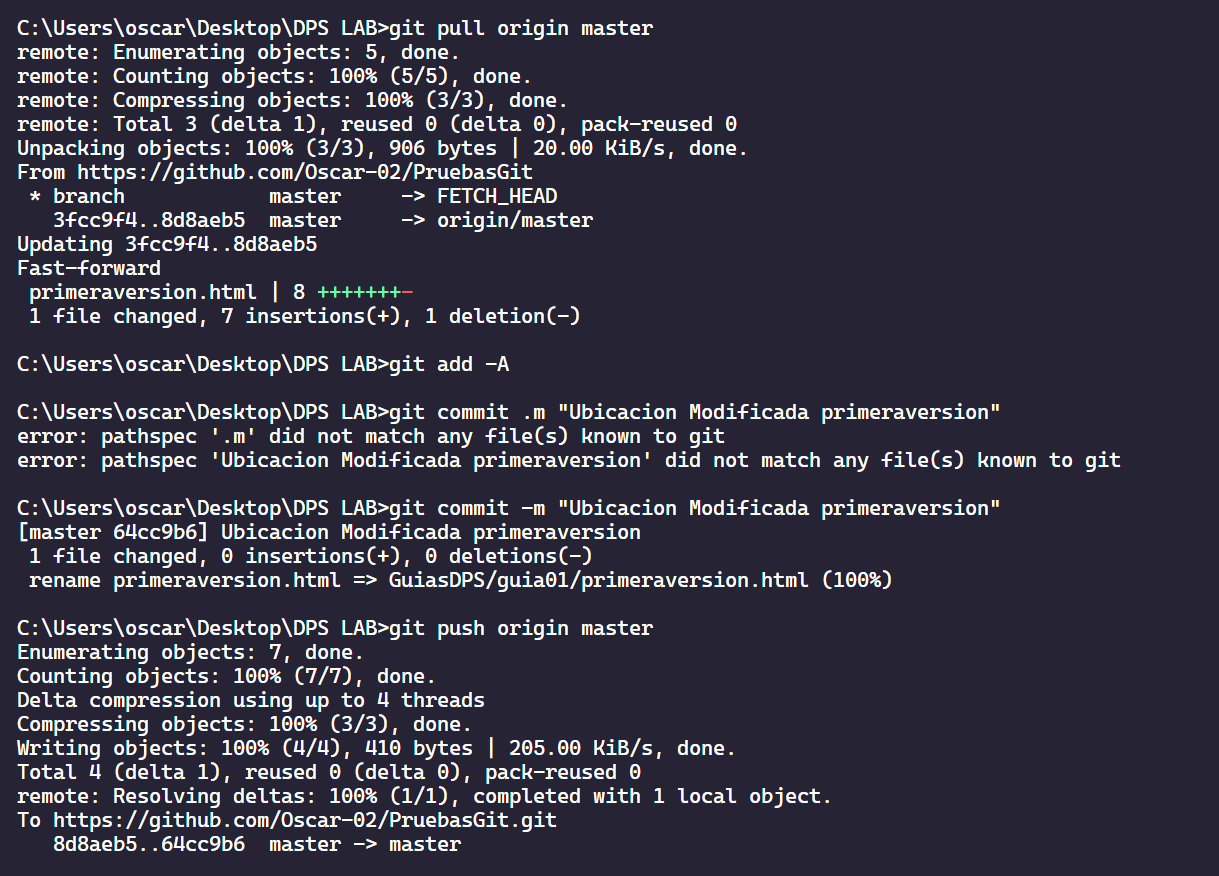 C:\Users\oscar\Desktop\DPS LAB>git pull origin master
remote: Enumerating objects: 5, done.
remote: Counting objects: 100% (5/5), done.
remote: Compressing objects: 100% (3/3), done.
remote: Total 3 (delta 1), reused 0 (delta 0), pack-reused 0
Unpacking objects: 100% (3/3), 906 bytes | 20.00 KiB/s, done.
From https://github.com/Oscar-02/PruebasGit
 * branch            master     -> FETCH_HEAD
   3fcc9f4..8d8aeb5  master     -> origin/master
Updating 3fcc9f4..8d8aeb5
Fast-forward
 primeraversion.html | 8 +++++++-
 1 file changed, 7 insertions(+), 1 deletion(-)
C:\Users\oscar\Desktop\DPS LAB>git add -A
C:\Users\oscar\Desktop\DPS LAB>git commit .m "Ubicacion Modificada primeraversion"
error: pathspec '.m' did not match any file(s) known to git
error: pathspec 'Ubicacion Modificada primeraversion' did not match any file(s) known to git
C:\Users\oscar\Desktop\DPS LAB>git commit -m "Ubicacion Modificada primeraversion"
[master 64cc9b6] Ubicacion Modificada primeraversion
 1 file changed, 0 insertions(+), 0 deletions(-)
 rename primeraversion.html => GuiasDPS/guia01/primeraversion.html (100%)
C:\Users\oscar\Desktop\DPS LAB>git push origin master
Enumerating objects: 7, done.
Counting objects: 100% (7/7), done.
Delta compression using up to 4 threads
Compressing objects: 100% (3/3), done.
Writing objects: 100% (4/4), 410 bytes | 205.00 KiB/s, done.
Total 4 (delta 1), reused 0 (delta 0), pack-reused 0
remote: Resolving deltas: 100% (1/1), completed with 1 local object.
To https://github.com/Oscar-02/PruebasGit.git
   8d8aeb5..64cc9b6  master -> master